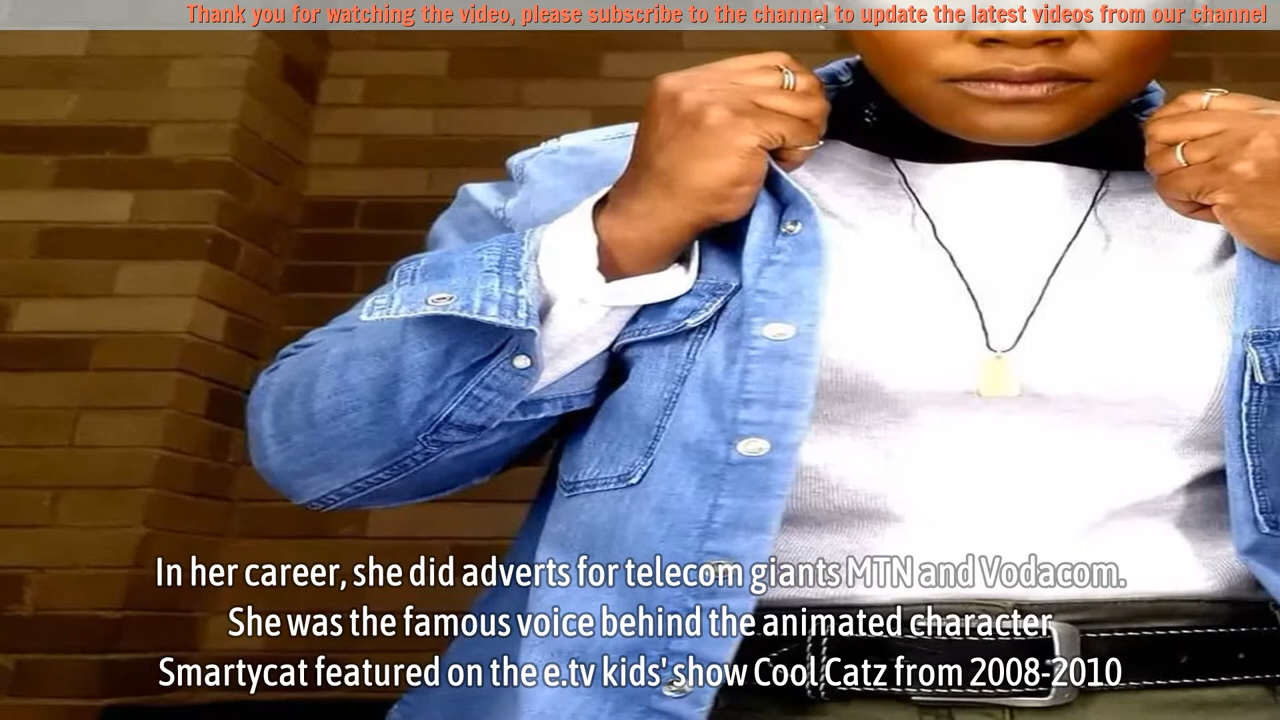 Thank you for watching the video, please subscribe to the channel to update the latest videos from our channel
In her career, she did adverts for telecom giants MTN and Vodacom.
She was the famous voice behind the animated character
Smartycat featured on the e.tv kids' show Cool Catz from 2008-2010